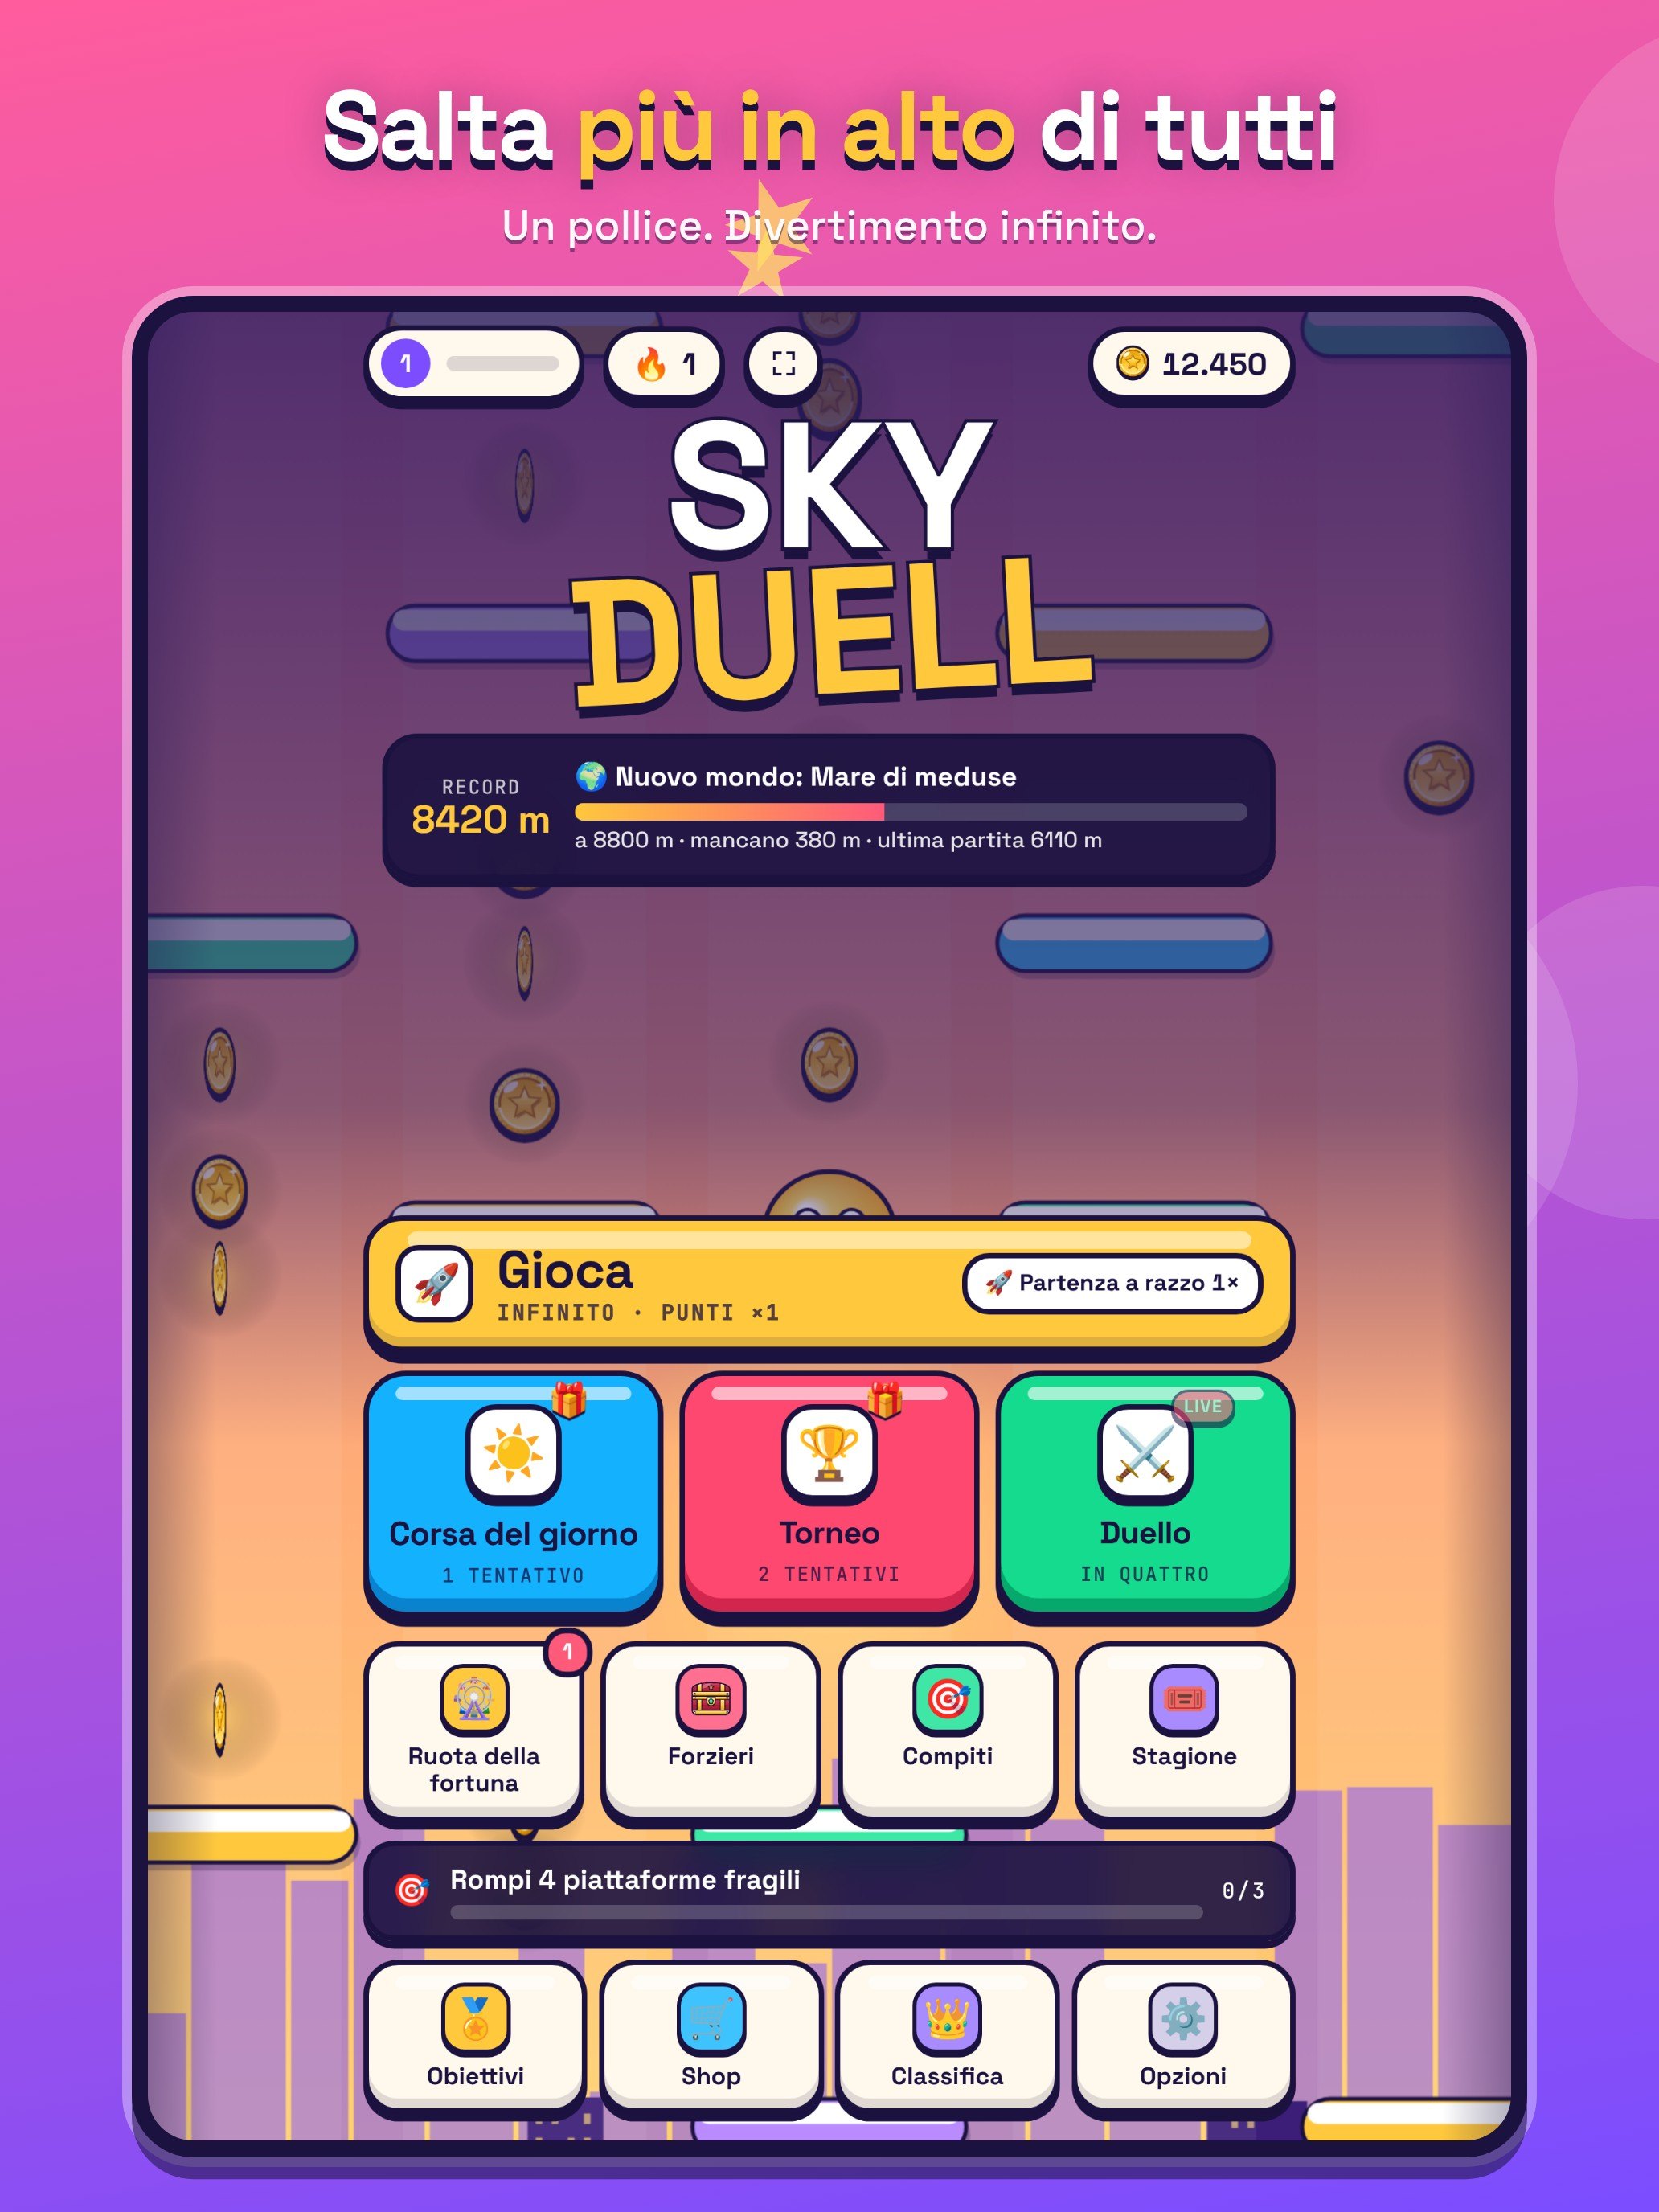 Salta più in alto di tutti
Un pollice. Divertimento infinito.
1
1
12.450
SKY
DUELL
RECORD
8420 m
Nuovo mondo: Mare di meduse
a 8800 m · mancano 380 m · ultima partita 6110 m
Gioca
INFINITO · PUNTI ×1
Partenza a razzo 1×
LIVE
Corsa del giorno
1 TENTATIVO
Torneo
2 TENTATIVI
Duello
IN QUATTRO
1
Ruota della
fortuna
Forzieri
Compiti
Stagione
Rompi 4 piattaforme fragili
0/3
Obiettivi
Shop
Classifica
Opzioni